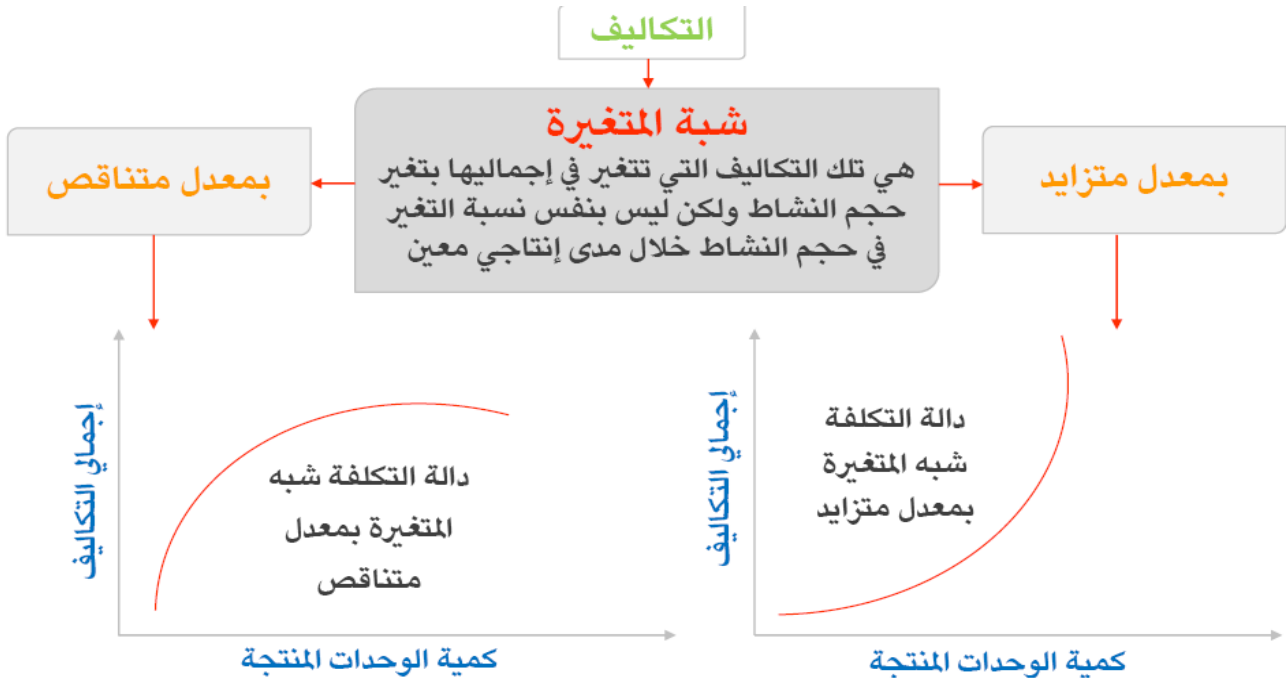 التكاليف
شبة المتغيرة
هي تلك التكاليف التي تتغير في إجماليها بتغير
حجم النشاط ولكن ليس بنفس نسبة التغير
في حجم النشاط خلال مدى إنتاجي معين
بمعدل متزايد
بمعدل متناقص
إجمالي التكاليف
دالة التكلفة
شبه المتغيرة
بمعدل متزايد
كمية الوحدات المنتجة
إجمالي التكاليف
دالة التكلفة شبه
المتغيرة بمعدل
متناقص
كمية الوحدات المنتجة